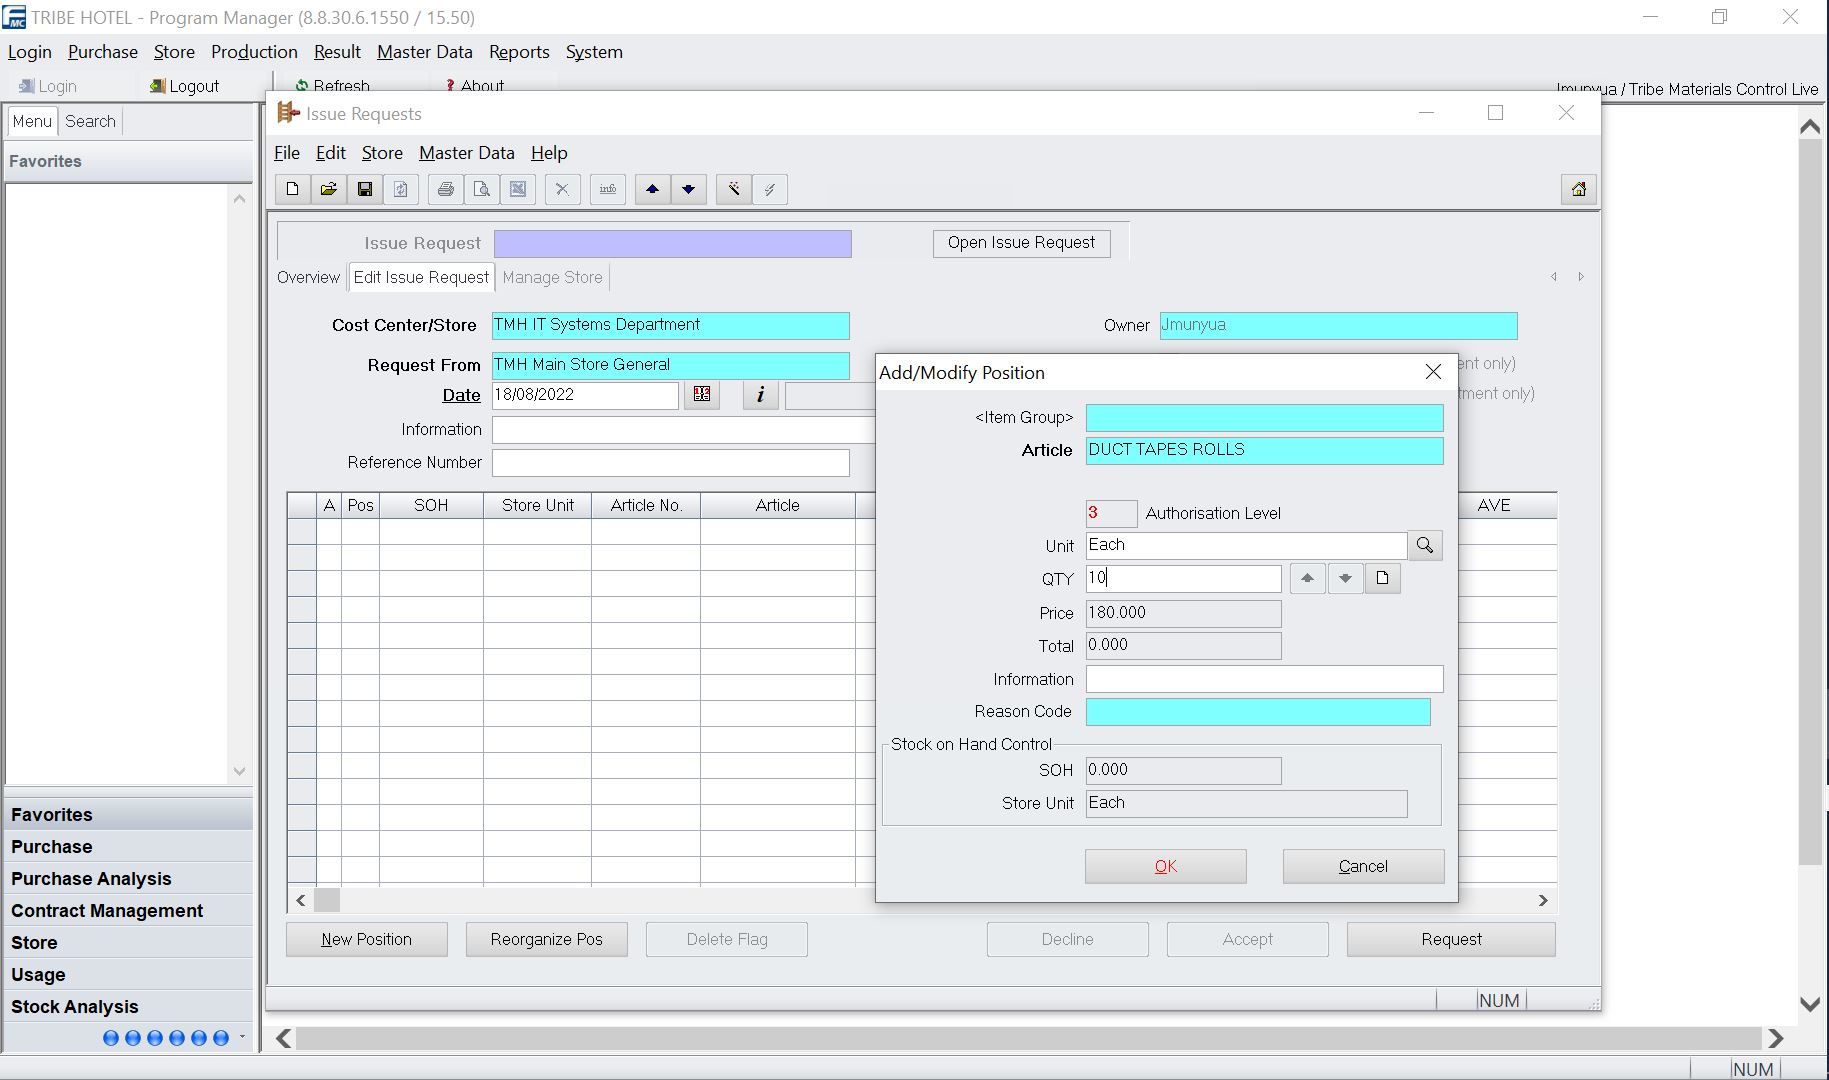 TRIBE HOTEL - Program Manager (8.8.30.6.1550 / 15.50)
Login Purchase Store Production Result Master Data Reports System
Login Logout Refresh ? About
Jmunyua / Tribe Materials Control Live
Menu Search
Favorites
Issue Requests
File Edit Store Master Data Help
info
Issue Request
Open Issue Request
Overview Edit Issue Request Manage Store
Cost Center/Store TMH IT Systems Department
Owner Jmunyua
Request From TMH Main Store General
ent only)
Date 18/08/2022
i
tment only)
Information
Reference Number
A Pos SOH Store Unit Article No. Article AVE
Add/Modify Position
<Item Group>
Article DUCT TAPES ROLLS
3 Authorisation Level
Unit Each
QTY 10
Price 180.000
Total 0.000
Information
Reason Code
Stock on Hand Control
SOH 0.000
Store Unit Each
OK Cancel
New Position Reorganize Pos Delete Flag Decline Accept Request
NUM
Favorites
Purchase
Purchase Analysis
Contract Management
Store
Usage
Stock Analysis
NUM